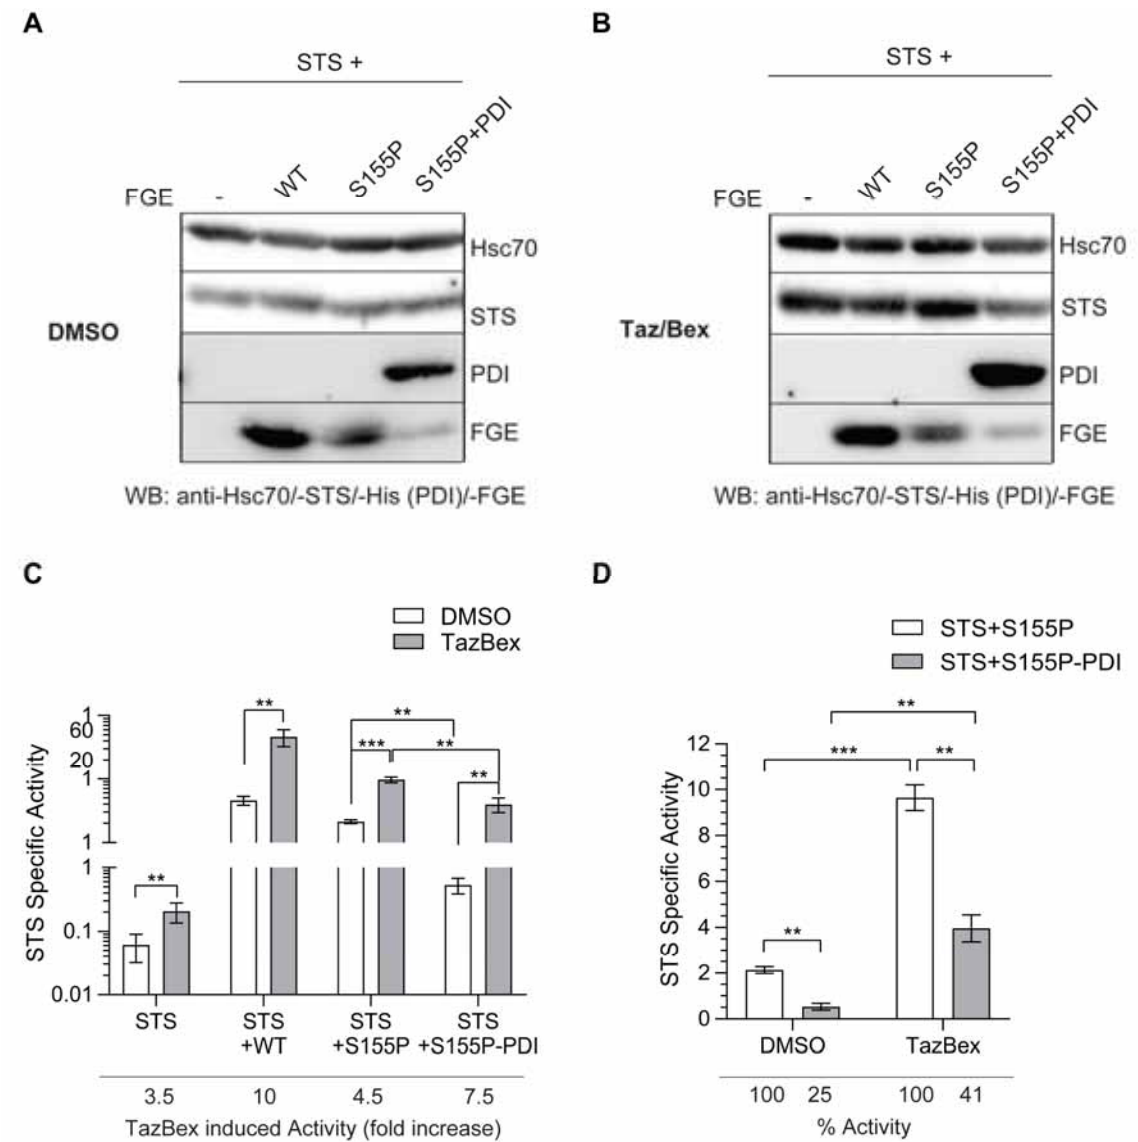 A
STS +
FGE - WT S155P S155P+PDI
Hsc70
STS
DMSO
PDI
FGE
WB: anti-Hsc70/-STS/-His (PDI)/-FGE
B
STS +
FGE - WT S155P S155P+PDI
Hsc70
STS
Taz/Bex
PDI
FGE
WB: anti-Hsc70/-STS/-His (PDI)/-FGE
C
DMSO
TazBex
STS Specific Activity
1
60
20
1
1
1
0.1
0.01
** ** *** ** ** **
STS STS STS STS
+WT +S155P +S155P-PDI
3.5 10 4.5 7.5
TazBex induced Activity (fold increase)
D
STS+S155P
STS+S155P-PDI
STS Specific Activity
12
10
8
6
4
2
0
**
*** **
**
DMSO TazBex
100 25 100 41
% Activity